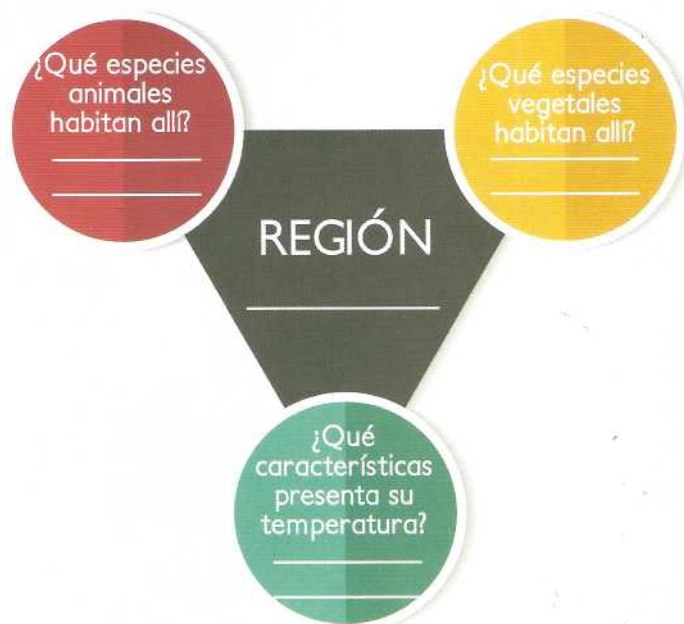 ¿Qué especies
animales
habitan allí?
¿Qué especies
vegetales
habitan allí?
REGIÓN
¿Qué
características
presenta su
temperatura?